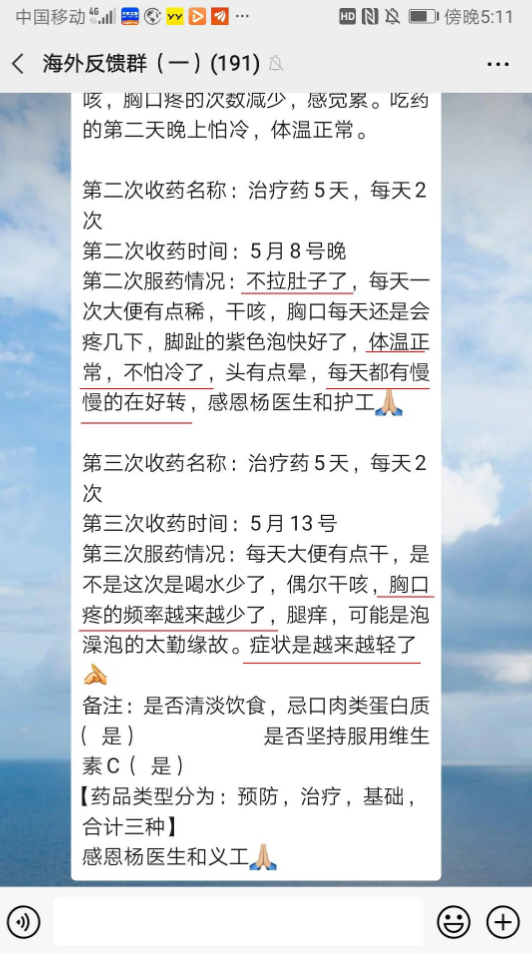 中国移动 4G HD 傍晚5:11
海外反馈群（一）(191)
咳，胸口疼的次数减少，感觉累。吃药
的第二天晚上怕冷，体温正常。
第二次收药名称：治疗药5天，每天2
次
第二次收药时间：5月8号晚
第二次服药情况：不拉肚子了，每天一
次大便有点稀，干咳，胸口每天还是会
疼几下，脚趾的紫色泡快好了，体温正
常，不怕冷了，头有点晕，每天都有慢
慢的在好转，感恩杨医生和护工🙏
第三次收药名称：治疗药5天，每天2
次
第三次收药时间：5月13号
第三次服药情况：每天大便有点干，是
不是这次是喝水少了，偶尔干咳，胸口
疼的频率越来越少了，腿痒，可能是泡
澡泡的太勤缘故。症状是越来越轻了
备注：是否清淡饮食，忌口肉类蛋白质
（ 是） 是否坚持服用维生
素C（ 是）
【药品类型分为：预防，治疗，基础，
合计三种】
感恩杨医生和义工🙏